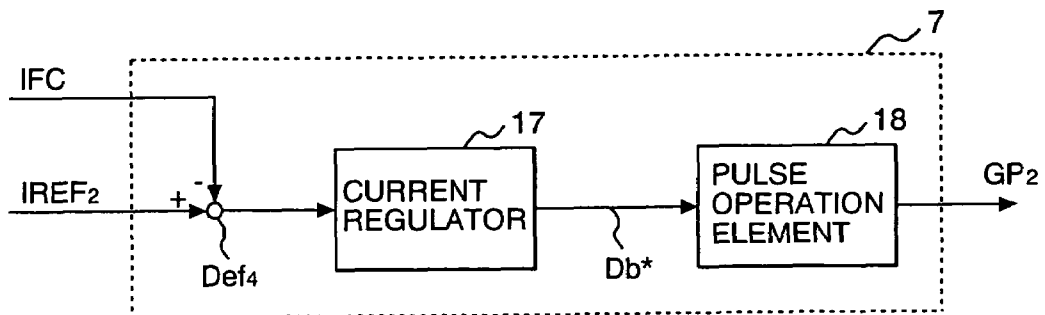 7
IFC
17
18
IREF2
+
-
CURRENT
REGULATOR
PULSE
OPERATION
ELEMENT
GP2
Def4
Db*